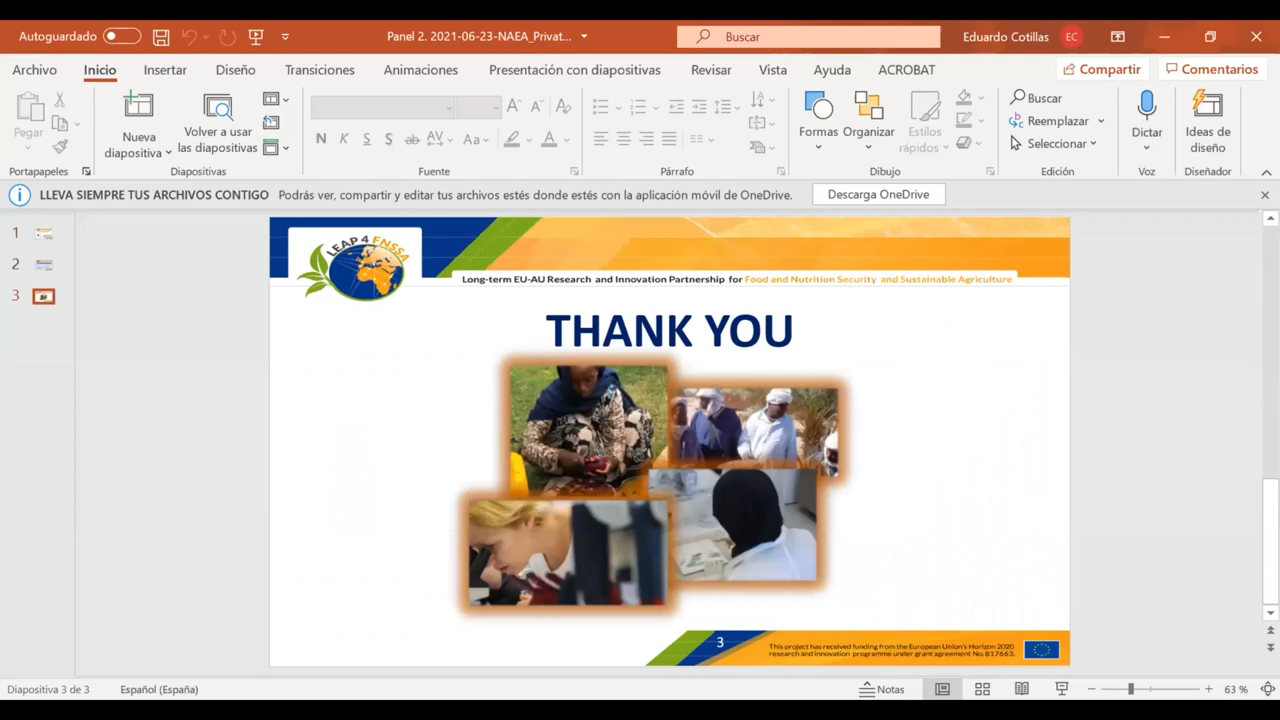 Autoguardado
Panel 2. 2021-06-23-NAEA_Privat...
Buscar
Eduardo Cotillas
EC
Archivo
Inicio
Insertar
Diseño
Transiciones
Animaciones
Presentación con diapositivas
Revisar
Vista
Ayuda
ACROBAT
Compartir
Comentarios
Pegar
Nueva
diapositiva
Volver a usar
las diapositivas
N K S S ab AV Aa A
Formas
Organizar
Estilos
rápidos
Buscar
Reemplazar
Seleccionar
Dictar
Ideas de
diseño
Portapapeles
Diapositivas
Fuente
Párrafo
Dibujo
Edición
Voz
Diseñador
LLEVA SIEMPRE TUS ARCHIVOS CONTIGO Podrás ver, compartir y editar tus archivos estés donde estés con la aplicación móvil de OneDrive.
Descarga OneDrive
1
2
3
LEAP 4 FNSSA
Long-term EU-AU Research and Innovation Partnership for Food and Nutrition Security and Sustainable Agriculture
THANK YOU
3
This project has received funding from the European Union's Horizon 2020
research and innovation programme under grant agreement No. 817663.
Diapositiva 3 de 3
Español (España)
Notas
63 %